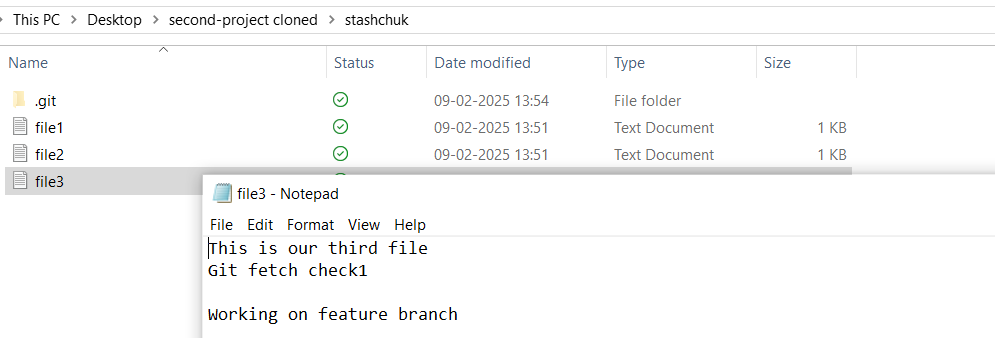 This PC > Desktop > second-project cloned > stashchuk
Name Status Date modified Type Size
.git 09-02-2025 13:54 File folder
file1 09-02-2025 13:51 Text Document 1 KB
file2 09-02-2025 13:51 Text Document 1 KB
file3
file3 - Notepad
File Edit Format View Help
This is our third file
Git fetch check1
Working on feature branch